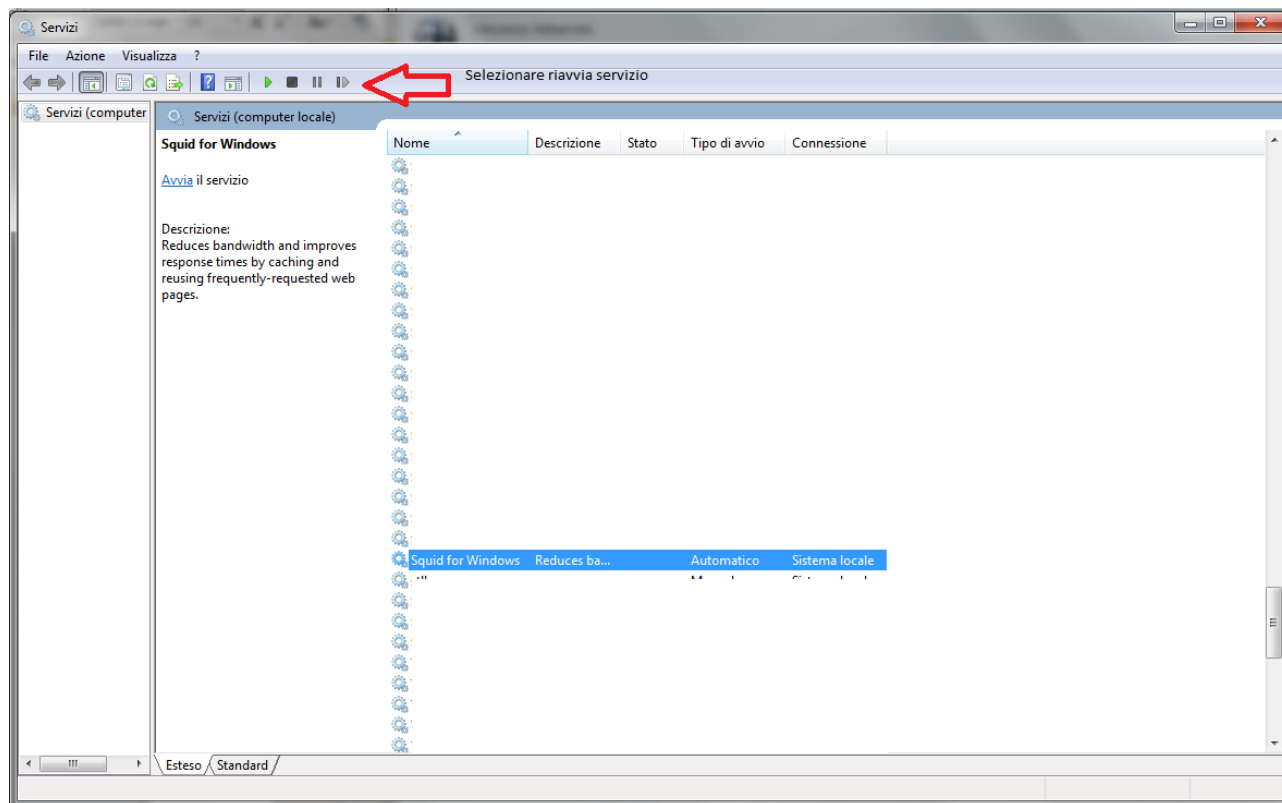 Servizi
File Azione Visualizza ?
Selezionare riavvia servizio
Servizi (computer
Servizi (computer locale)
Squid for Windows
Avvia il servizio
Descrizione:
Reduces bandwidth and improves
response times by caching and
reusing frequently-requested web
pages.
Nome Descrizione Stato Tipo di avvio Connessione
Squid for Windows Reduces ba... Automatico Sistema locale
Esteso Standard